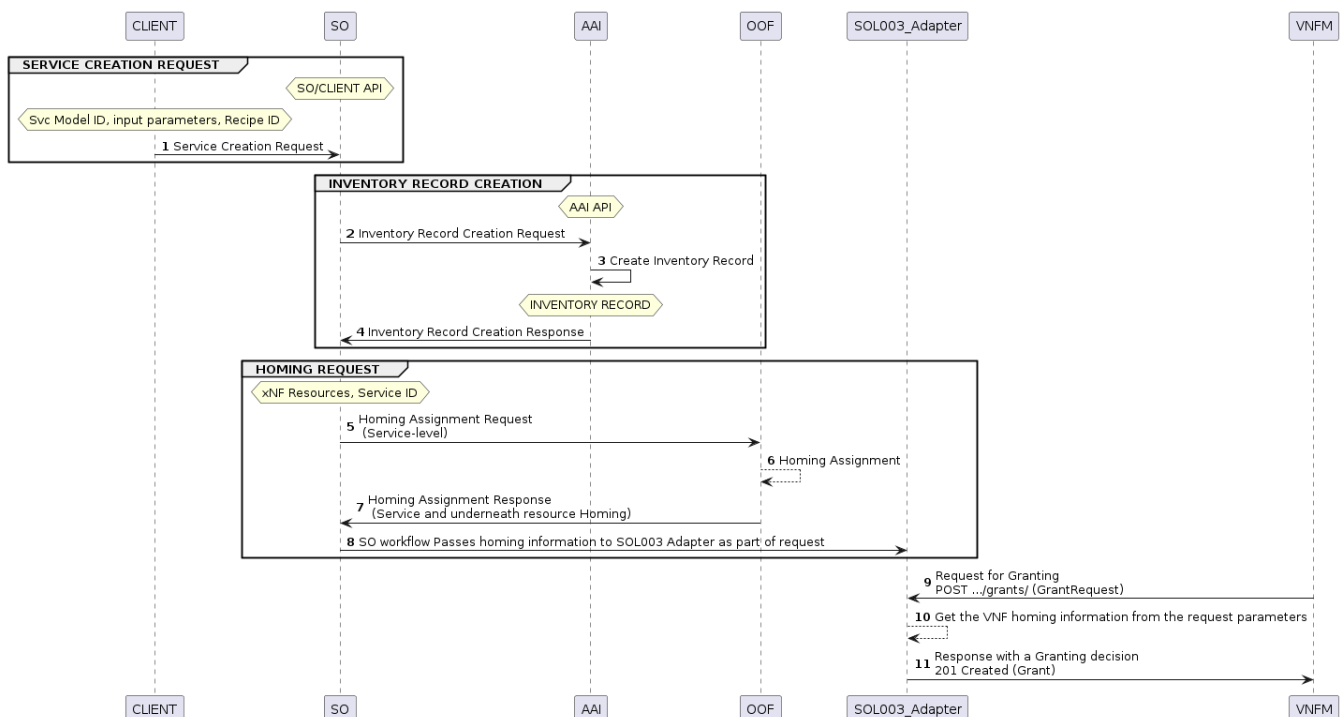 CLIENT SO AAI OOF SOL003_Adapter VNFM
SERVICE CREATION REQUEST
SO/CLIENT API
Svc Model ID, input parameters, Recipe ID
1 Service Creation Request
INVENTORY RECORD CREATION
AAI API
2 Inventory Record Creation Request
3 Create Inventory Record
INVENTORY RECORD
4 Inventory Record Creation Response
HOMING REQUEST
xNF Resources, Service ID
5 Homing Assignment Request
(Service-level)
6 Homing Assignment
7 Homing Assignment Response
(Service and underneath resource Homing)
8 SO workflow Passes homing information to SOL003 Adapter as part of request
9 Request for Granting
POST .../grants/ (GrantRequest)
10 Get the VNF homing information from the request parameters
11 Response with a Granting decision
201 Created (Grant)
CLIENT SO AAI OOF SOL003_Adapter VNFM